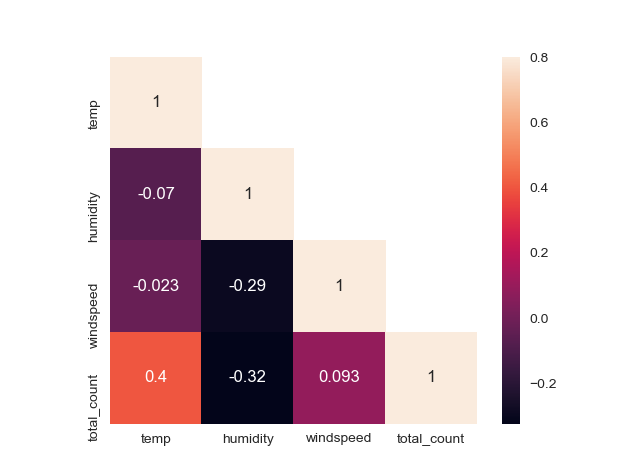 temp
1
humidity
-0.07
1
windspeed
-0.023
-0.29
1
total_count
0.4
-0.32
0.093
1
temp
humidity
windspeed
total_count
0.8
0.6
0.4
0.2
0.0
−0.2